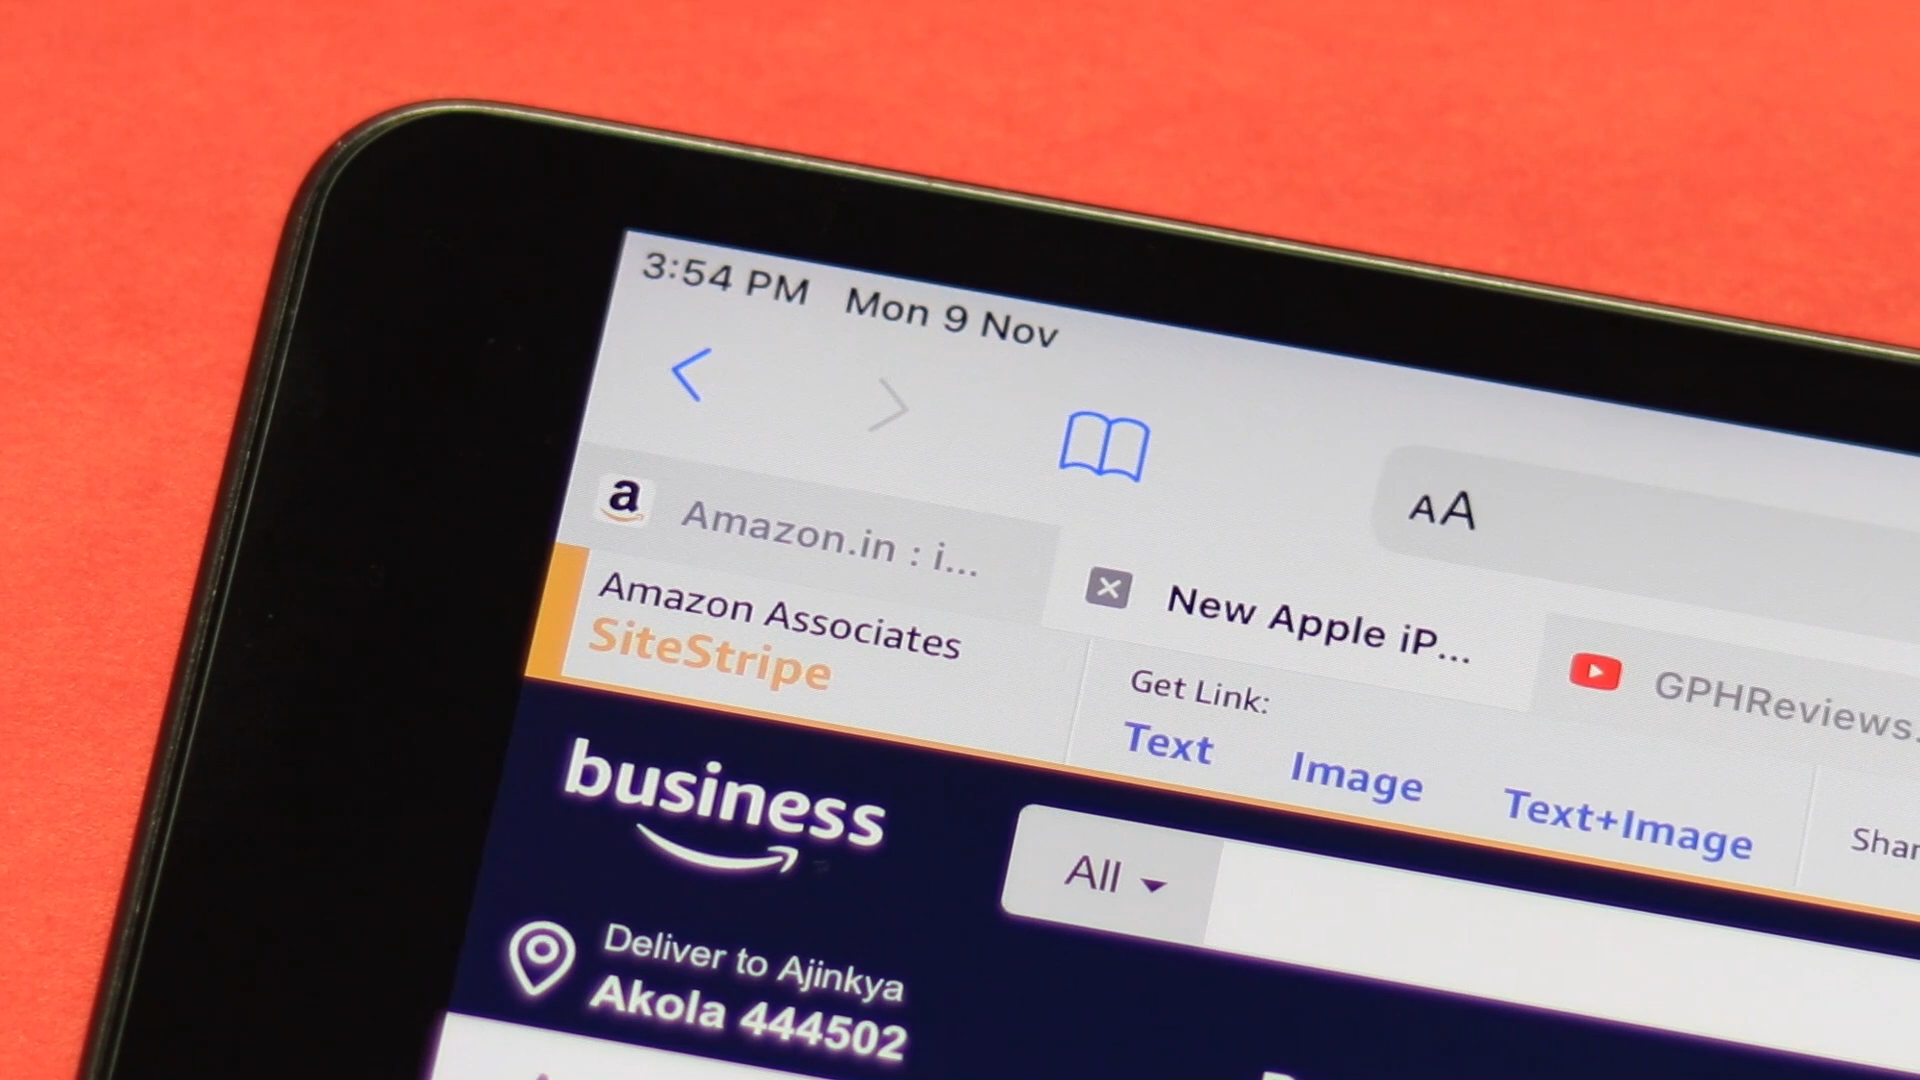 3:54 PM Mon 9 Nov
AA
a Amazon.in : i...
New Apple iP...
GPHReviews.
Amazon Associates
SiteStripe
Get Link:
Text Image Text+Image
Shar
business
All
Deliver to Ajinkya
Akola 444502